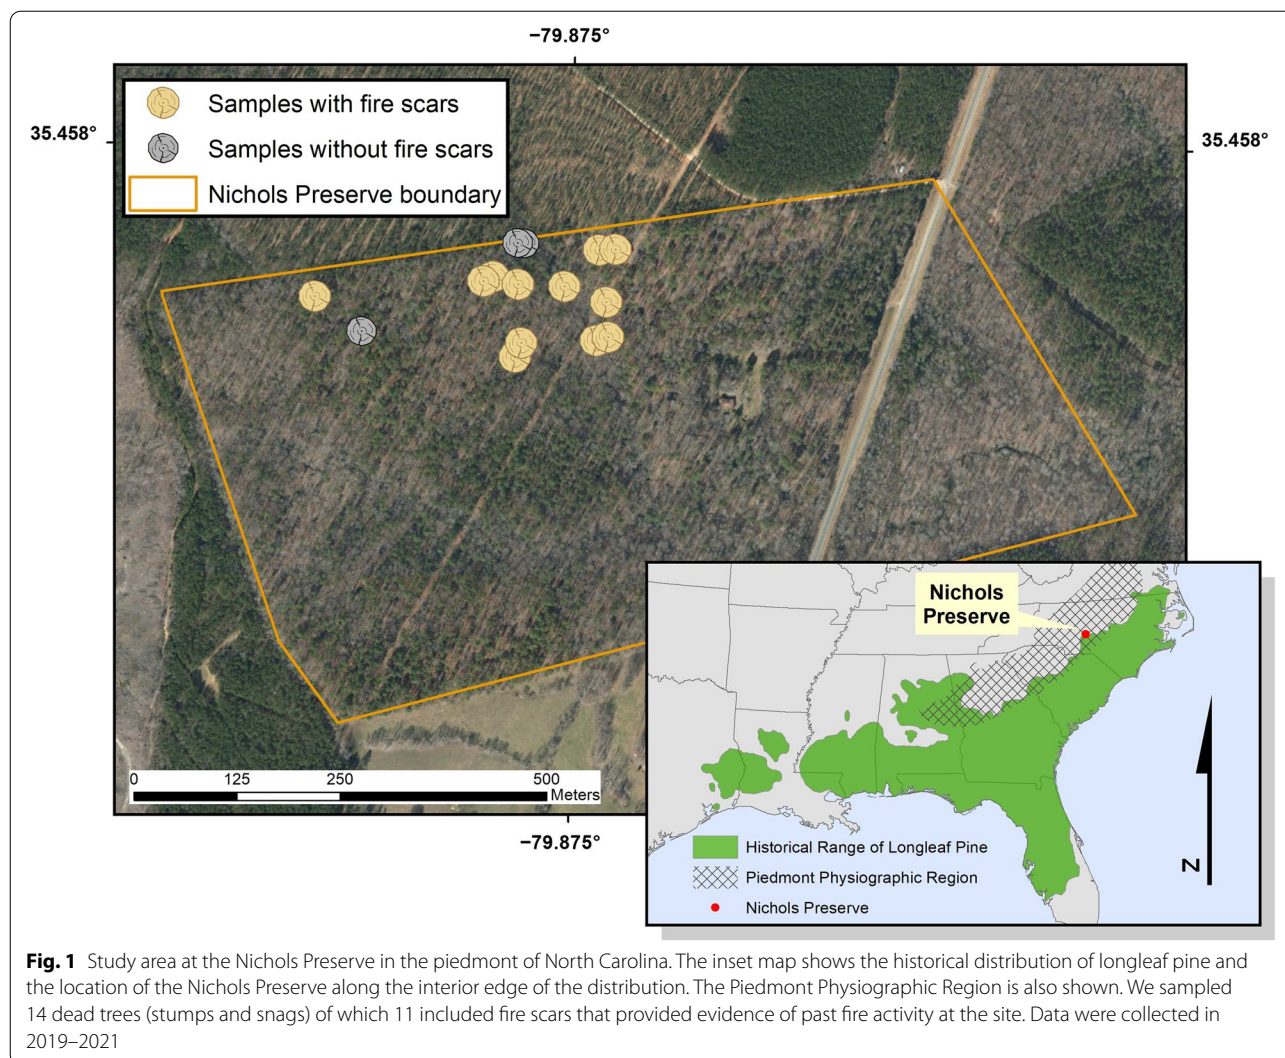 −79.875°
35.458°
35.458°
Samples with fire scars
Samples without fire scars
Nichols Preserve boundary
0 125 250 500
Meters
−79.875°
Nichols
Preserve
Historical Range of Longleaf Pine
Piedmont Physiographic Region
Nichols Preserve
N
Fig. 1 Study area at the Nichols Preserve in the piedmont of North Carolina. The inset map shows the historical distribution of longleaf pine and
the location of the Nichols Preserve along the interior edge of the distribution. The Piedmont Physiographic Region is also shown. We sampled
14 dead trees (stumps and snags) of which 11 included fire scars that provided evidence of past fire activity at the site. Data were collected in
2019–2021